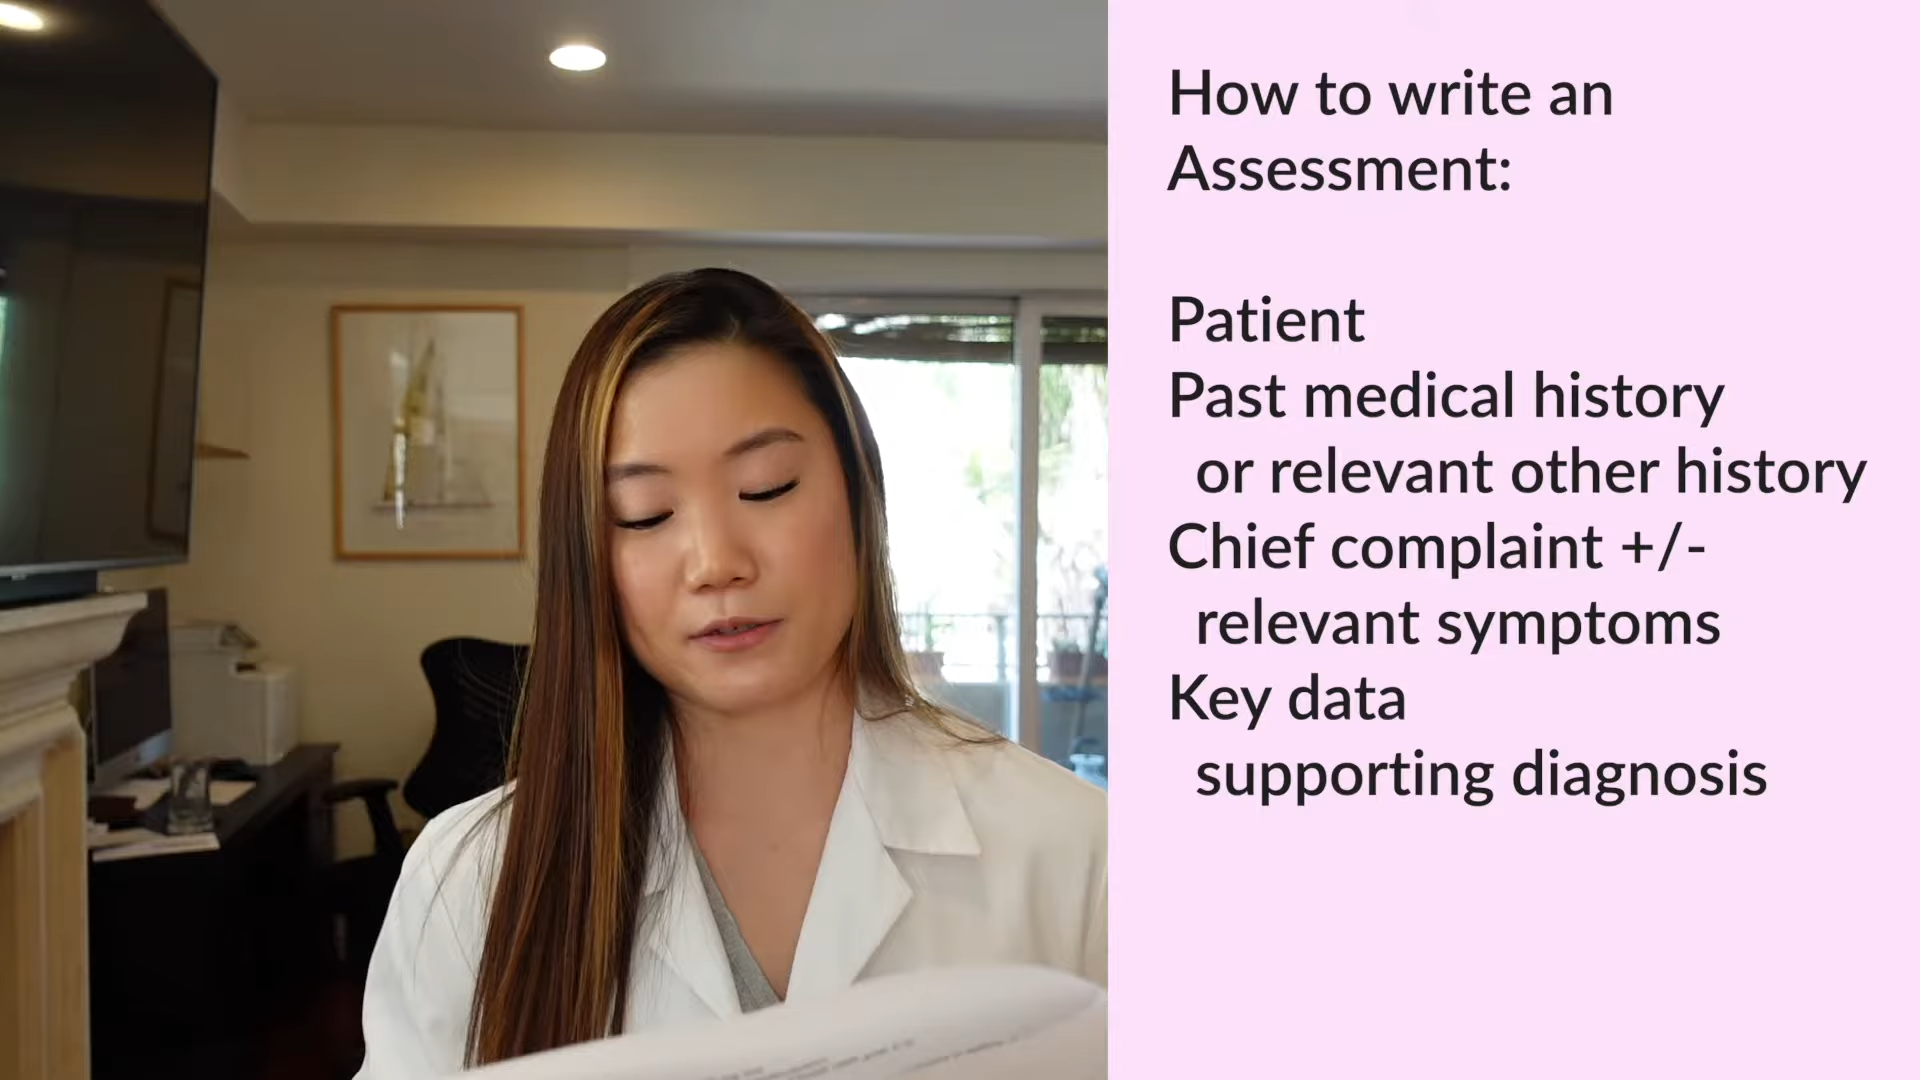 How to write an
Assessment:
Patient
Past medical history
or relevant other history
Chief complaint +/-
relevant symptoms
Key data
supporting diagnosis